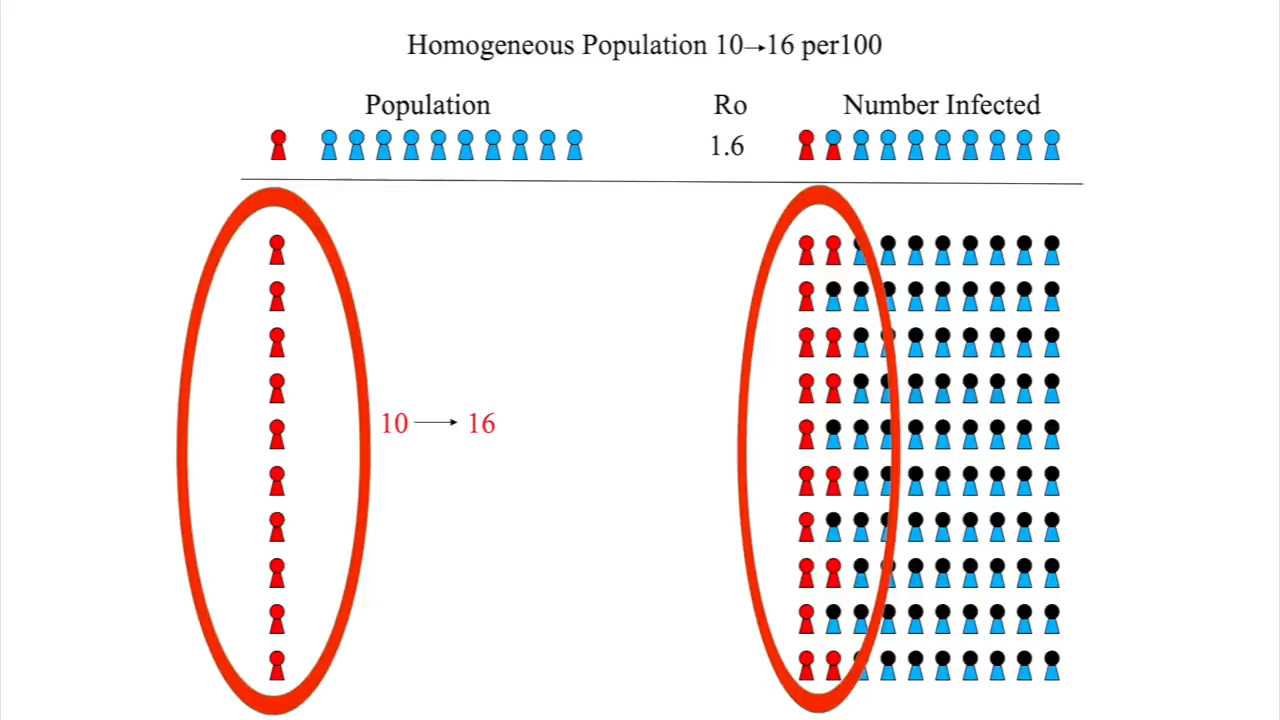 Homogeneous Population 10→16 per100
Population Ro Number Infected
1.6
10 → 16